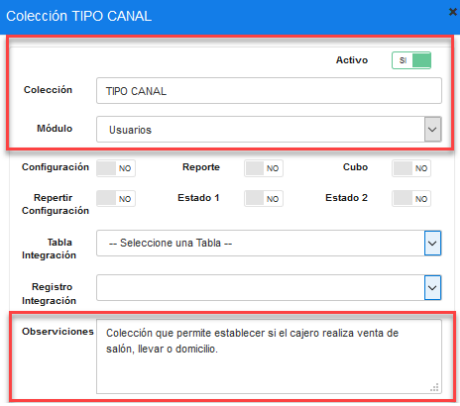 Colección TIPO CANAL ×
Activo SI
Colección TIPO CANAL
Módulo Usuarios
Configuración NO Reporte NO Cubo NO
Repertir Configuración NO Estado 1 NO Estado 2 NO
Tabla Integración -- Seleccione una Tabla --
Registro Integración
Observiciones Colección que permite establecer si el cajero realiza venta de
salón, llevar o domicilio.